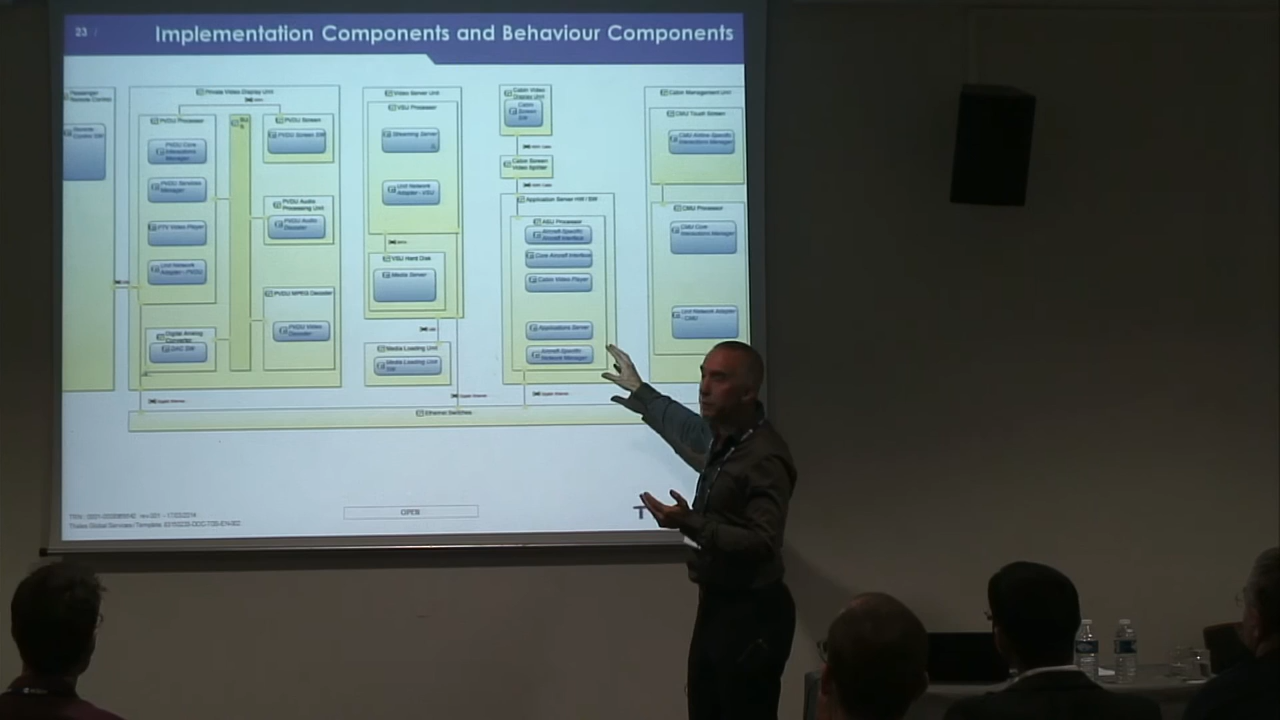 23
Implementation Components and Behaviour Components
Passenger
Remote Control
Remote
Control SW
Private Video Display Unit
PVDU Processor
PVDU Core
Interactions
Manager
PVDU Services
Manager
FTV Video Player
Unit Network
Adapter - PVDU
Digital Analog
Converter
DAC SW
PVDU Screen
PVDU Screen SW
PVDU Audio
Processing Unit
PVDU Audio
Decoder
PVDU MPEG Decoder
PVDU Video
Decoder
Video Server Unit
VSU Processor
Streaming Server
Unit Network
Adapter - VSU
VSU Hard Disk
Media Server
Media Loading Unit
Media Loading Unit
SW
Cabin Video
Display Unit
Cabin
Screen
SW
Cabin Screen
Video Splitter
Application Server HW / SW
ASU Processor
Aircraft Specific
Aircraft Interface
Core Aircraft Interface
Cabin Video Player
Applications Server
Aircraft Specific
Network Manager
Cabin Management Unit
CMU Touch Screen
CMU Airline-Specific
Interactions Manager
CMU Processor
CMU Core
Interactions Manager
Unit Network Adapter
- CMU
Ethernet Switches
OPEN
T